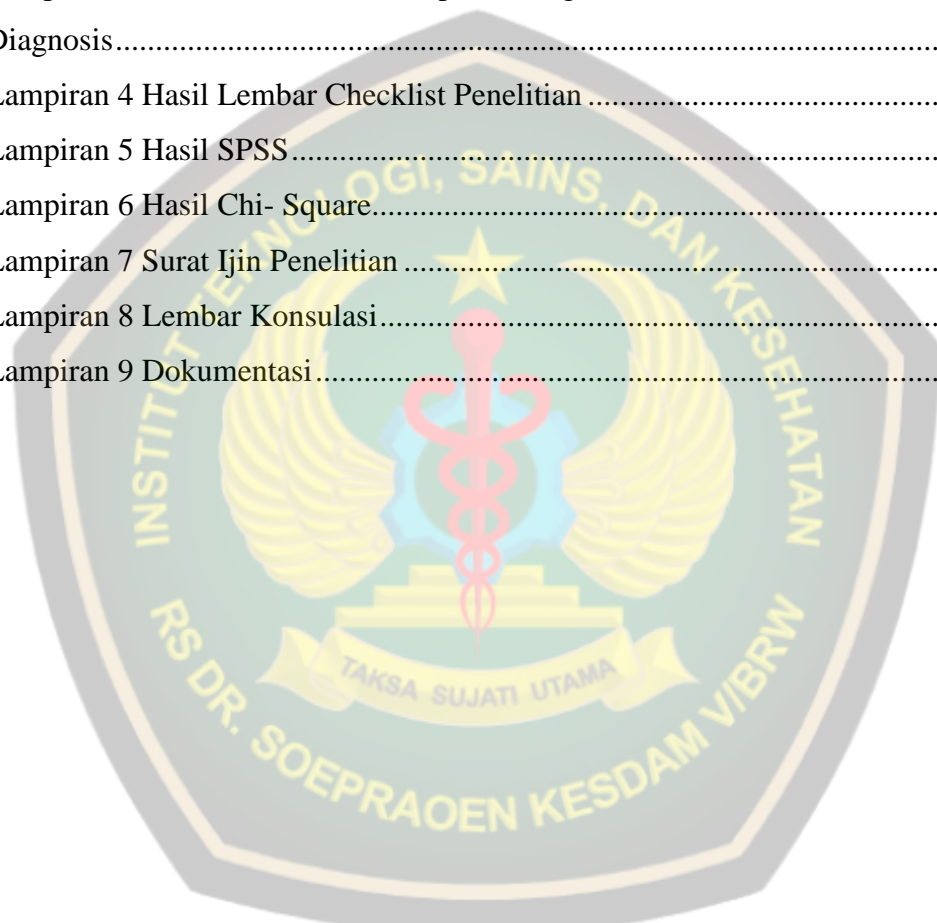 Diagnosis
Lampiran 4 Hasil Lembar Checklist Penelitian
Lampiran 5 Hasil SPSS
Lampiran 6 Hasil Chi- Square
Lampiran 7 Surat Ijin Penelitian
Lampiran 8 Lembar Konsulasi
Lampiran 9 Dokumentasi
INSTITUT TEKNOLOGI, SAINS, DAN KESEHATAN
TAKSA SUJATI UTAMA
RS DR. SOEPRAOEN KESDAM V/BRW